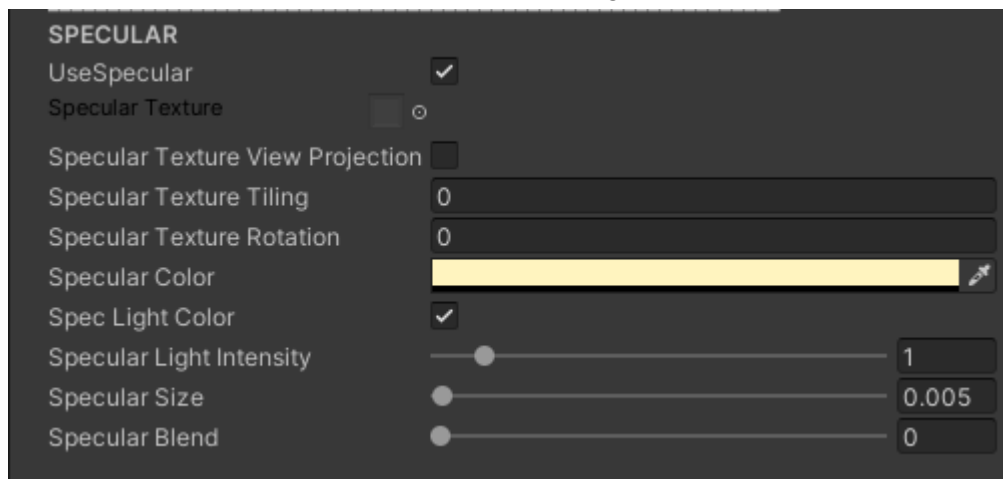 SPECULAR
UseSpecular
Specular Texture
Specular Texture View Projection
Specular Texture Tiling 0
Specular Texture Rotation 0
Specular Color
Spec Light Color
Specular Light Intensity 1
Specular Size 0.005
Specular Blend 0